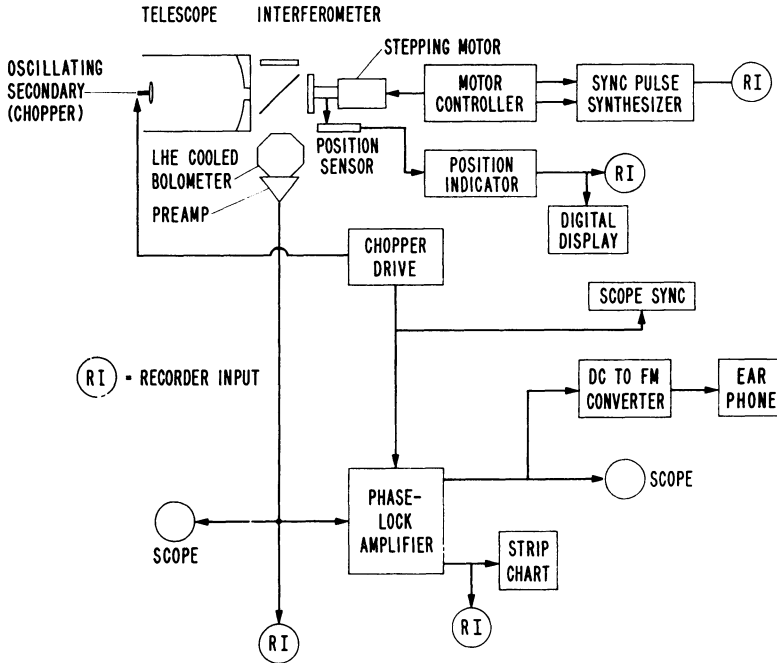 TELESCOPE
INTERFEROMETER
OSCILLATING
SECONDARY
(CHOPPER)
STEPPING MOTOR
MOTOR
CONTROLLER
SYNC PULSE
SYNTHESIZER
RI
LHE COOLED
BOLOMETER
PREAMP
POSITION
SENSOR
POSITION
INDICATOR
RI
DIGITAL
DISPLAY
CHOPPER
DRIVE
SCOPE SYNC
RI = RECORDER INPUT
DC TO FM
CONVERTER
EAR
PHONE
SCOPE
PHASE-
LOCK
AMPLIFIER
SCOPE
STRIP
CHART
RI
RI